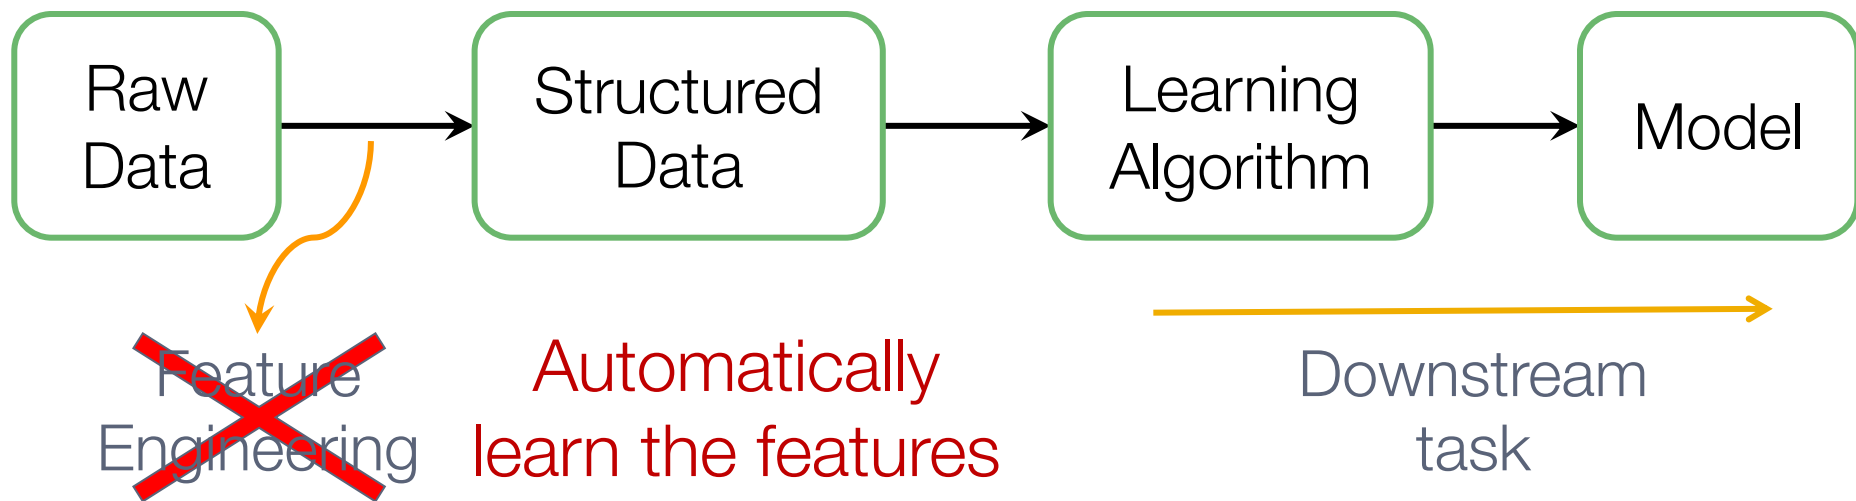 Raw
Data
Structured
Data
Learning
Algorithm
Model
Feature
Engineering
Automatically
learn the features
Downstream
task